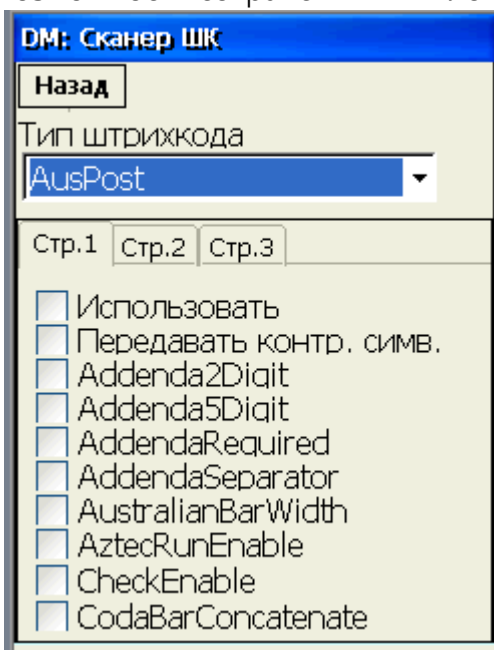 DM: Сканер ШК
Назад
Тип штрихкода
AusPost
Стр.1 Стр.2 Стр.3
Использовать
Передавать контр. симв.
Addenda2Digit
Addenda5Digit
AddendaRequired
AddendaSeparator
AustralianBarWidth
AztecRunEnable
CheckEnable
CodaBarConcatenate